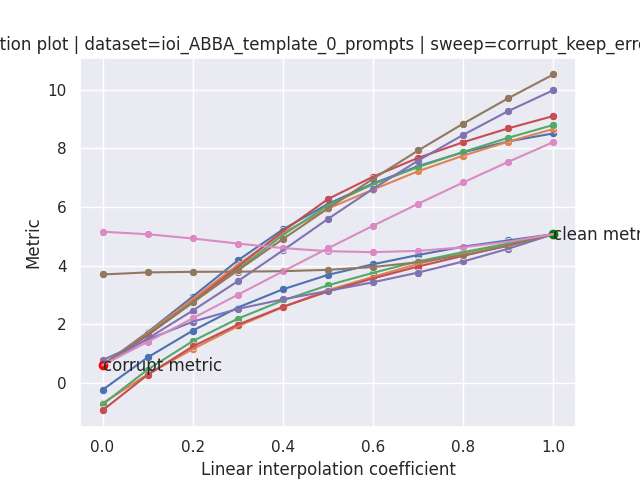 tion plot | dataset=ioi_ABBA_template_0_prompts | sweep=corrupt_keep_erro
10
8
6
4
2
0
Metric
clean metr
corrupt metric
0.0
0.2
0.4
0.6
0.8
1.0
Linear interpolation coefficient